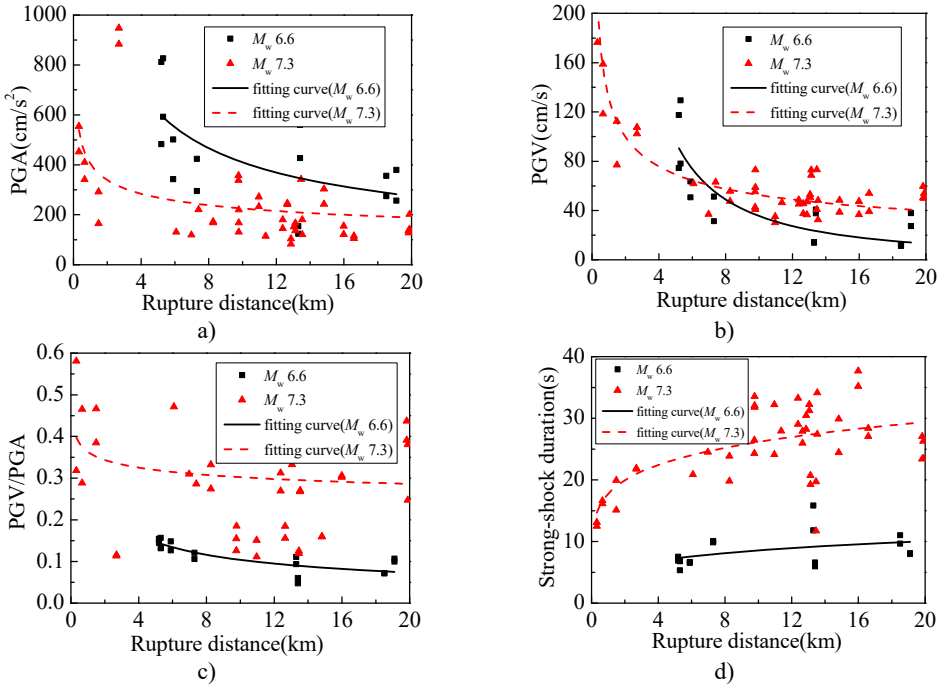 1000
800
600
400
200
0
PGA(cm/s²)
Mw 6.6
Mw 7.3
fitting curve(Mw 6.6)
fitting curve(Mw 7.3)
0 4 8 12 16 20
Rupture distance(km)
a)
200
160
120
80
40
0
PGV(cm/s)
Mw 6.6
Mw 7.3
fitting curve(Mw 6.6)
fitting curve(Mw 7.3)
0 4 8 12 16 20
Rupture distance(km)
b)
0.6
0.5
0.4
0.3
0.2
0.1
0.0
PGV/PGA
Mw 6.6
Mw 7.3
fitting curve(Mw 6.6)
fitting curve(Mw 7.3)
0 4 8 12 16 20
Rupture distance(km)
c)
40
30
20
10
0
Strong-shock duration(s)
Mw 6.6
Mw 7.3
fitting curve(Mw 6.6)
fitting curve(Mw 7.3)
0 4 8 12 16 20
Rupture distance(km)
d)